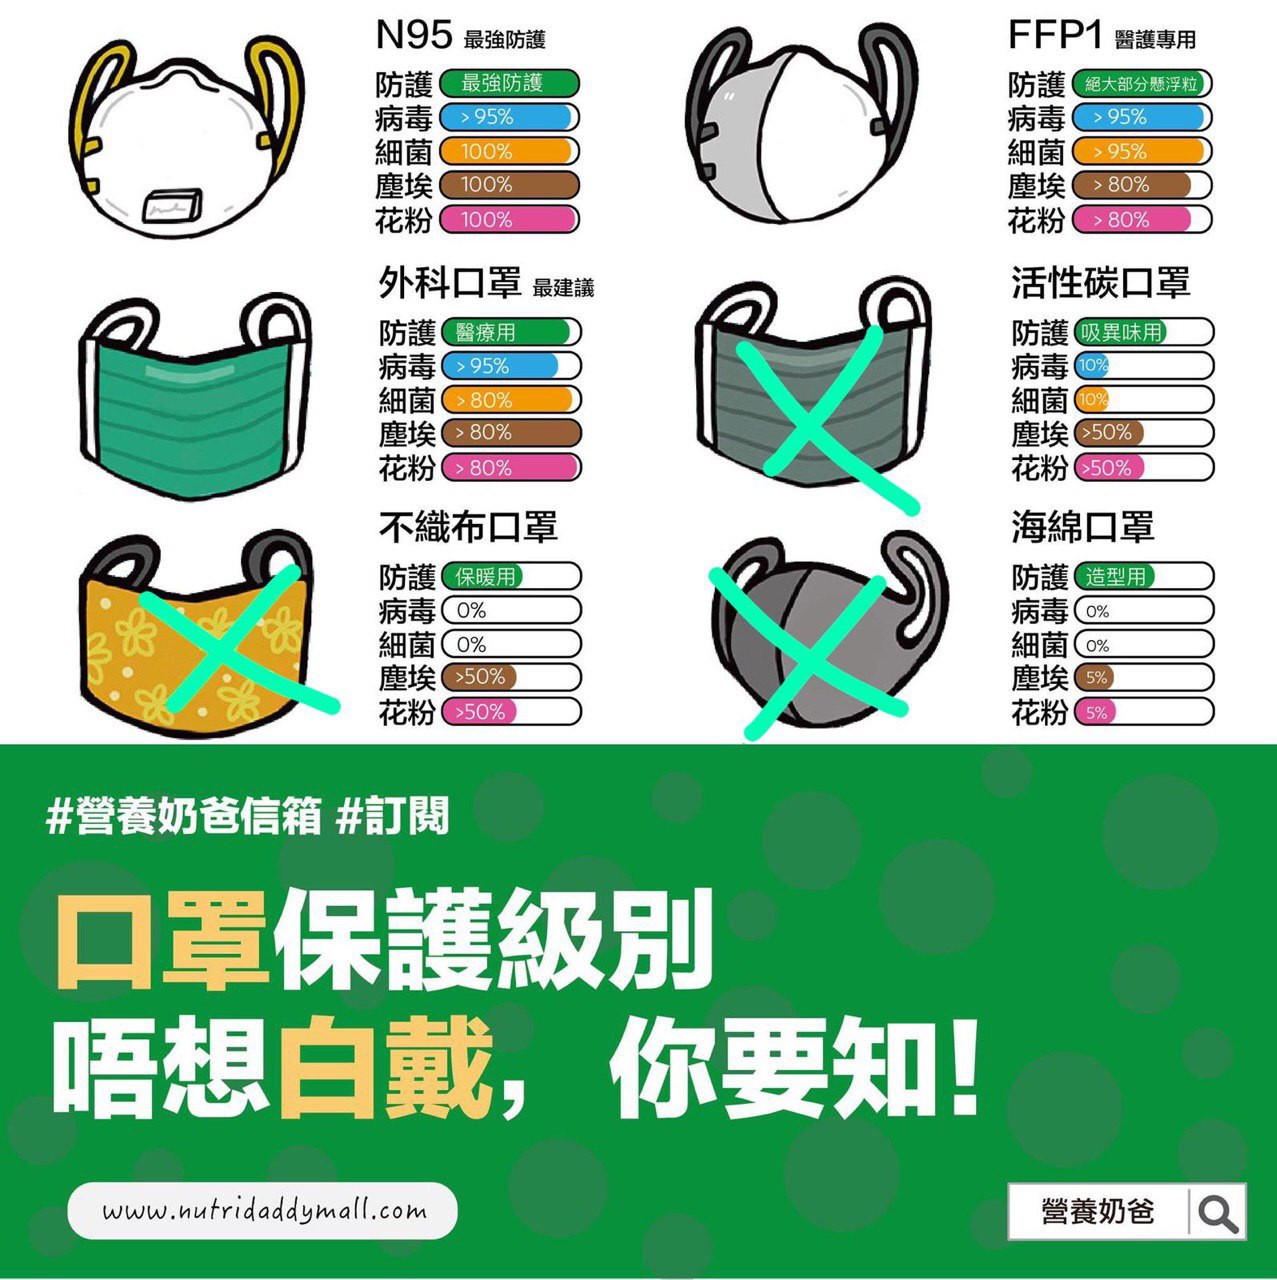 N95 最強防護
防護 最強防護
病毒 > 95%
細菌 100%
塵埃 100%
花粉 100%
FFP1 醫護專用
防護 絕大部分懸浮粒
病毒 > 95%
細菌 > 95%
塵埃 > 80%
花粉 > 80%
外科口罩 最建議
防護 醫療用
病毒 > 95%
細菌 > 80%
塵埃 > 80%
花粉 > 80%
活性碳口罩
防護 吸異味用
病毒 10%
細菌 10%
塵埃 >50%
花粉 >50%
不織布口罩
防護 保暖用
病毒 0%
細菌 0%
塵埃 >50%
花粉 >50%
海綿口罩
防護 造型用
病毒 0%
細菌 0%
塵埃 5%
花粉 5%
#營養奶爸信箱 #訂閱
口罩保護級別
唔想白戴，你要知!
www.nutridaddymall.com
營養奶爸